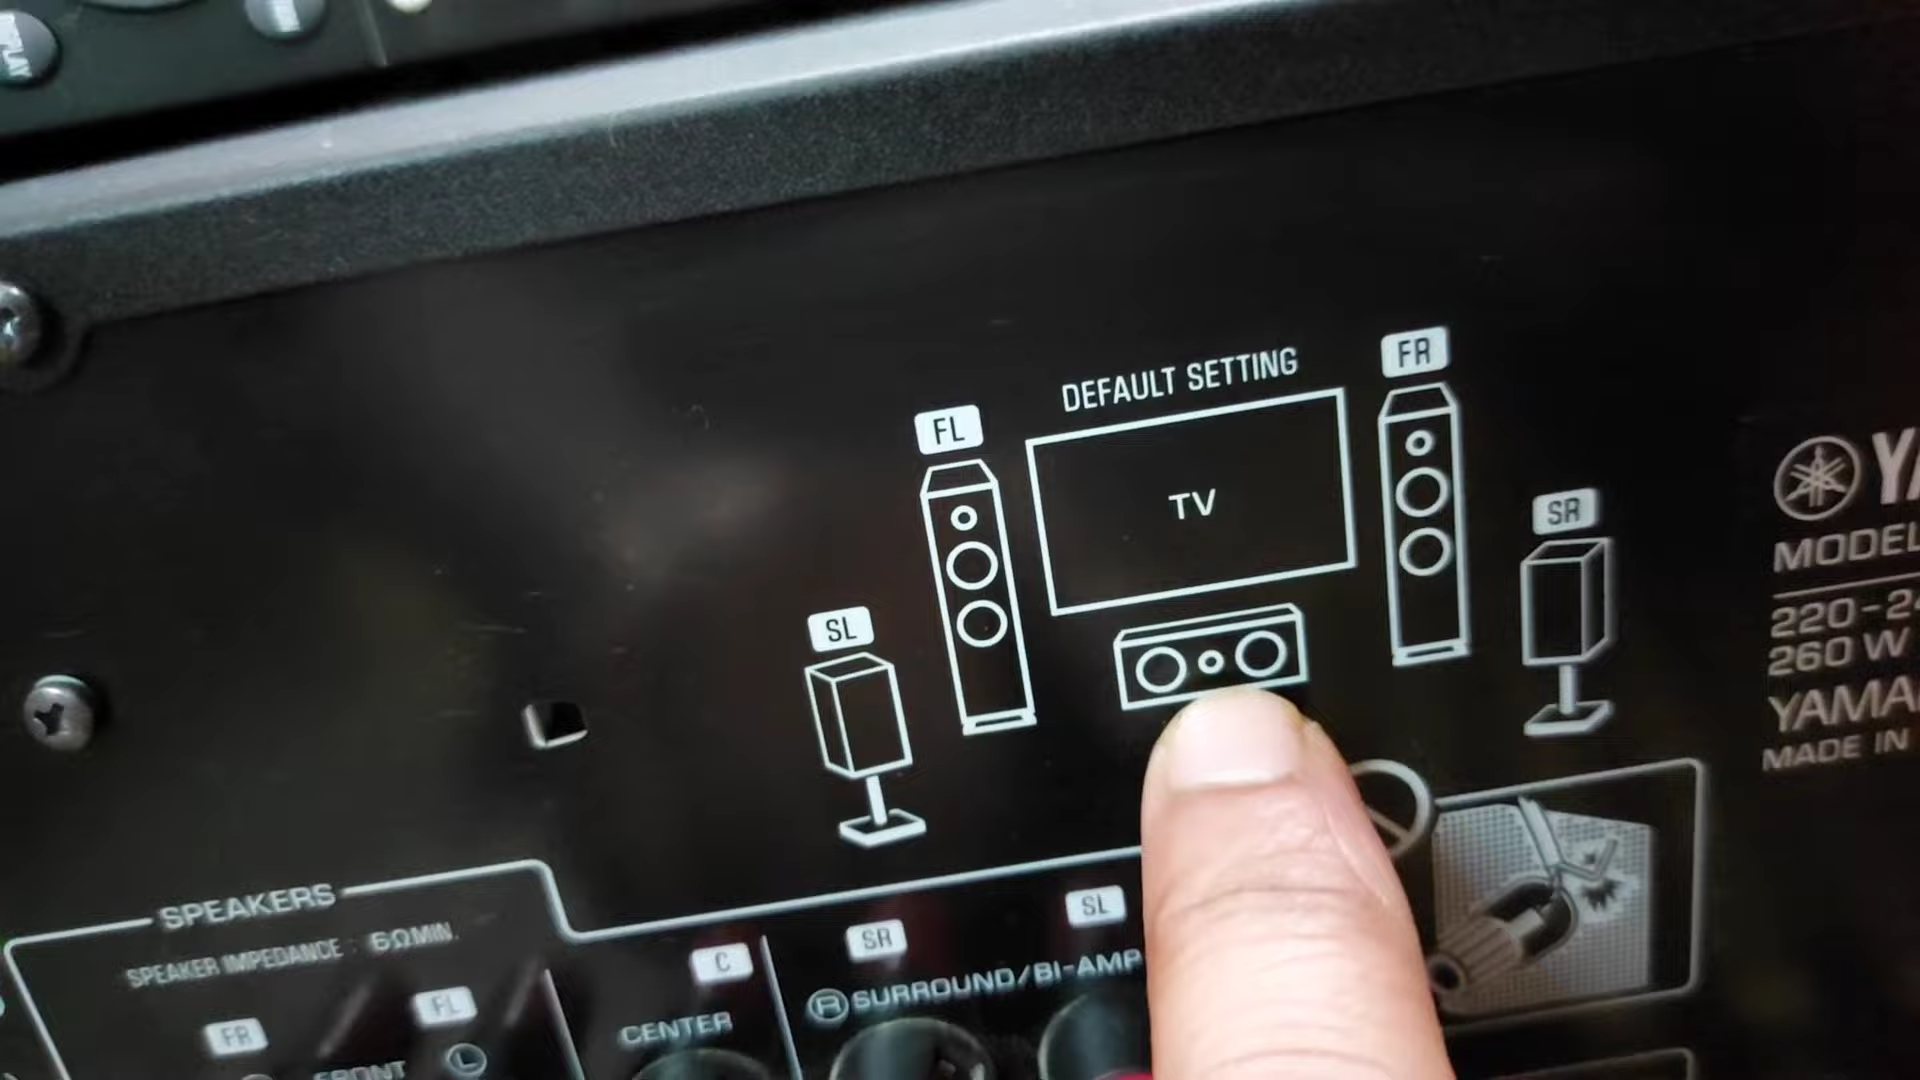 PLAY
FR
DEFAULT SETTING
FL
TV
SR
SL
MODEL
220-2
260 W
MADE IN
SPEAKERS
SPEAKER IMPEDANCE : 6ΩMIN.
C
SR
SL
FR
FL
CENTER
R SURROUND/BI-AMP
FRONT L